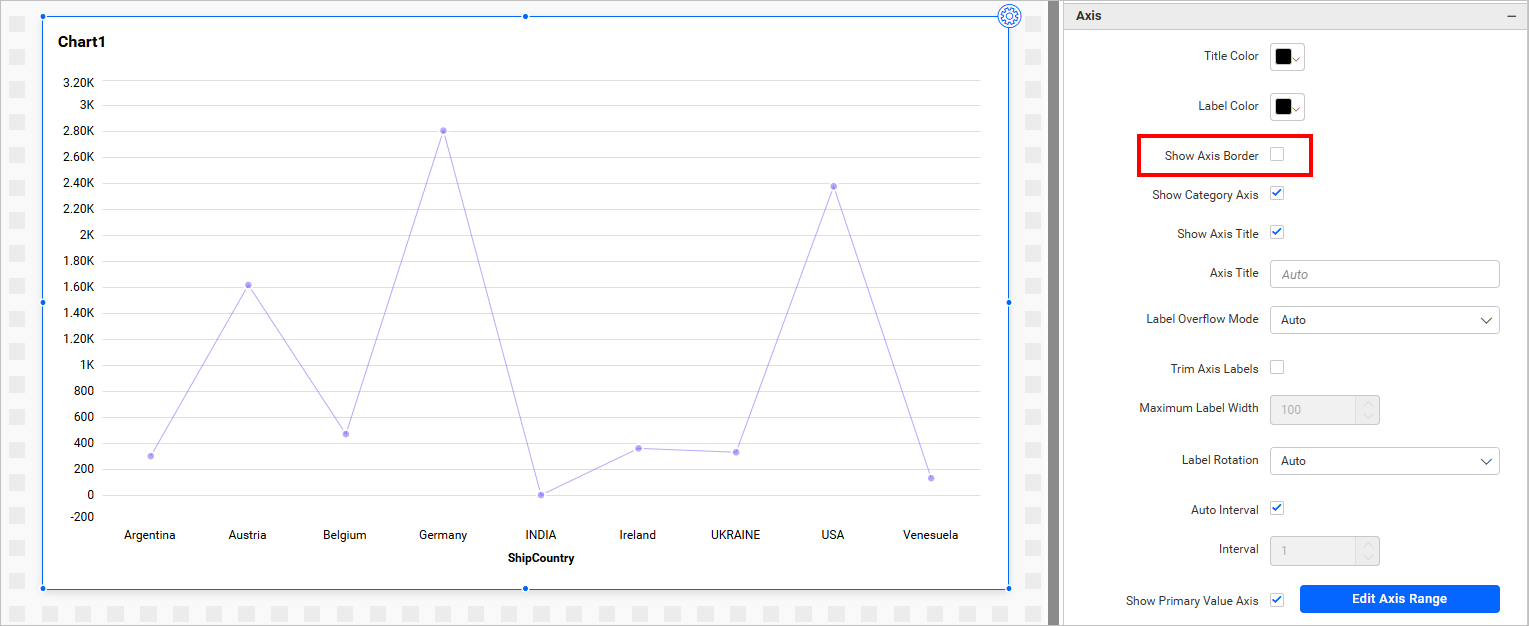 Chart1
3.20K
3K
2.80K
2.60K
2.40K
2.20K
2K
1.80K
1.60K
1.40K
1.20K
1K
800
600
400
200
0
-200
Argentina Austria Belgium Germany INDIA Ireland UKRAINE USA Venesuela
ShipCountry
Axis
Title Color
Label Color
Show Axis Border
Show Category Axis
Show Axis Title
Axis Title Auto
Label Overflow Mode Auto
Trim Axis Labels
Maximum Label Width 100
Label Rotation Auto
Auto Interval
Interval 1
Show Primary Value Axis Edit Axis Range